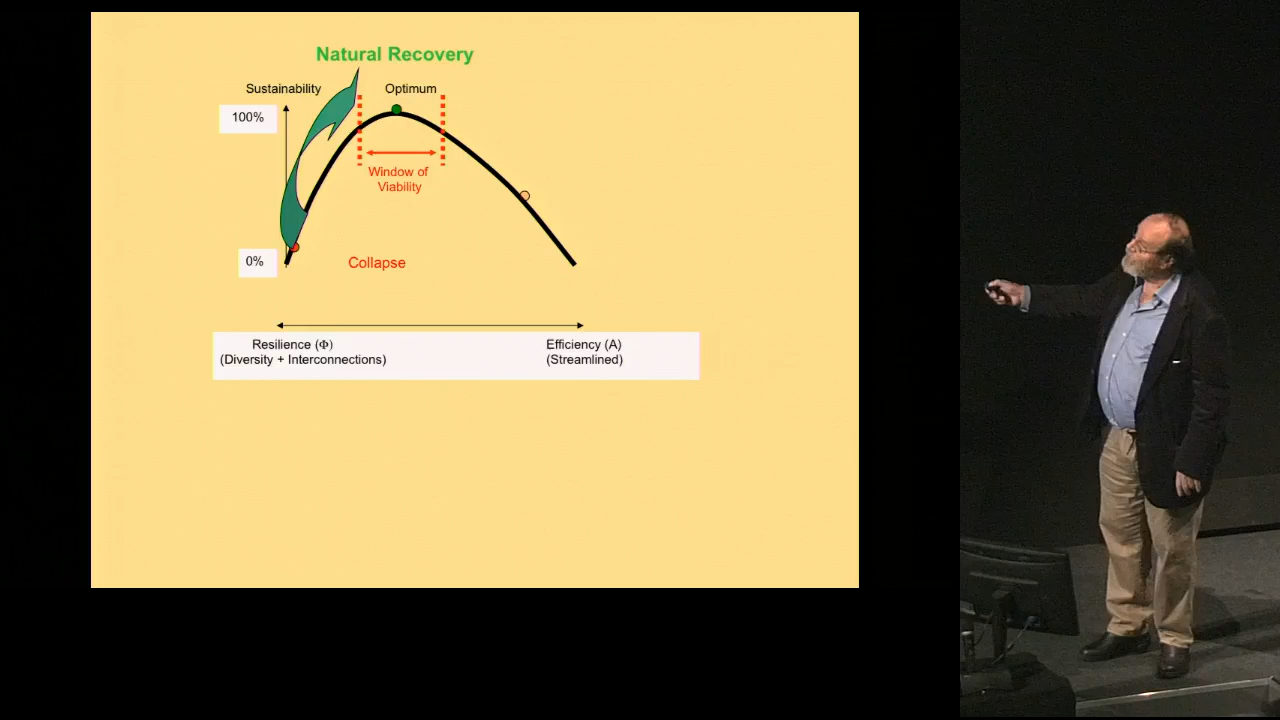 Natural Recovery
Sustainability
Optimum
100%
Window of
Viability
0%
Collapse
Resilience (Φ)
(Diversity + Interconnections)
Efficiency (A)
(Streamlined)